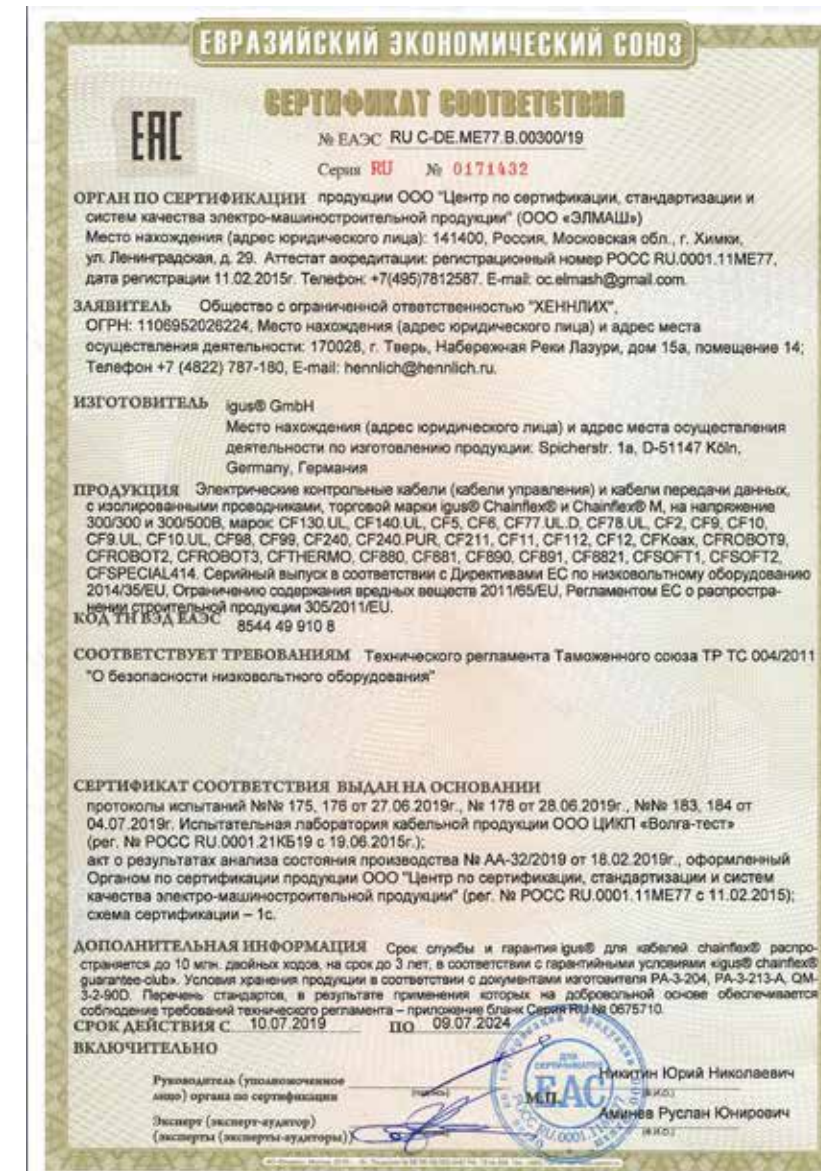 ЕВРАЗИЙСКИЙ ЭКОНОМИЧЕСКИЙ СОЮЗ
ЕАС
СЕРТИФИКАТ СООТВЕТСТВИЯ
№ ЕАЭС RU C-DE.ME77.B.00300/19
Серия RU № 0171432
ОРГАН ПО СЕРТИФИКАЦИИ продукции ООО "Центр по сертификации, стандартизации и
систем качества электро-машиностроительной продукции" (ООО «ЭЛМАШ»)
Место нахождения (адрес юридического лица): 141400, Россия, Московская обл., г. Химки,
ул. Ленинградская, д. 29. Аттестат аккредитации: регистрационный номер РОСС RU.0001.11МЕ77,
дата регистрации 11.02.2015г. Телефон: +7(495)7812587. E-mail: oc.elmash@gmail.com.
ЗАЯВИТЕЛЬ Общество с ограниченной ответственностью "ХЕННЛИХ",
ОГРН: 1106952026224, Место нахождения (адрес юридического лица) и адрес места
осуществления деятельности: 170028, г. Тверь, Набережная Реки Лазури, дом 15а, помещение 14;
Телефон +7 (4822) 787-180, E-mail: hennlich@hennlich.ru.
ИЗГОТОВИТЕЛЬ igus® GmbH
Место нахождения (адрес юридического лица) и адрес места осуществления
деятельности по изготовлению продукции: Spicherstr. 1a, D-51147 Köln,
Germany, Германия
ПРОДУКЦИЯ Электрические контрольные кабели (кабели управления) и кабели передачи данных,
с изолированными проводниками, торговой марки igus® Chainflex® и Chainflex® M, на напряжение
300/300 и 300/500В, марок: CF130.UL, CF140.UL, CF5, CF6, CF77.UL.D, CF78.UL, CF2, CF9, CF10,
CF9.UL, CF10.UL, CF98, CF99, CF240, CF240.PUR, CF211, CF11, CF112, CF12, CFKoax, CFROBOT9,
CFROBOT2, CFROBOT3, CFTHERMO, CF880, CF881, CF890, CF891, CF8821, CFSOFT1, CFSOFT2,
CFSPECIAL414. Серийный выпуск в соответствии с Директивами ЕС по низковольтному оборудованию
2014/35/EU, Ограничению содержания вредных веществ 2011/65/EU, Регламентом ЕС о распростра-
нении строительной продукции 305/2011/EU.
КОД ТН ВЭД ЕАЭС 8544 49 910 8
СООТВЕТСТВУЕТ ТРЕБОВАНИЯМ Технического регламента Таможенного союза ТР ТС 004/2011
"О безопасности низковольтного оборудования"
СЕРТИФИКАТ СООТВЕТСТВИЯ ВЫДАН НА ОСНОВАНИИ
протоколы испытаний №№ 175, 176 от 27.06.2019г., № 178 от 28.06.2019г., №№ 183, 184 от
04.07.2019г. Испытательная лаборатория кабельной продукции ООО ЦИКП «Волга-тест»
(рег. № РОСС RU.0001.21КБ19 с 19.06.2015г.);
акт о результатах анализа состояния производства № АА-32/2019 от 18.02.2019г., оформленный
Органом по сертификации продукции ООО "Центр по сертификации, стандартизации и систем
качества электро-машиностроительной продукции" (рег. № РОСС RU.0001.11МЕ77 с 11.02.2015);
схема сертификации – 1с.
ДОПОЛНИТЕЛЬНАЯ ИНФОРМАЦИЯ Срок службы и гарантия igus® для кабелей chainflex® распро-
страняется до 10 млн. двойных ходов, на срок до 3 лет, в соответствии с гарантийными условиями «igus® chainflex®
guarantee-club». Условия хранения продукции в соответствии с документами изготовителя PA-3-204, PA-3-213-A, QM-
3-2-90D. Перечень стандартов, в результате применения которых на добровольной основе обеспечивается
соблюдение требований технического регламента – приложение бланк Серия RU № 0675710.
СРОК ДЕЙСТВИЯ С 10.07.2019 ПО 09.07.2024
ВКЛЮЧИТЕЛЬНО
Руководитель (уполномоченное
лицо) органа по сертификации
(подпись)
М.П.
Никитин Юрий Николаевич
(Ф.И.О.)
Эксперт (эксперт-аудитор)
(эксперты (эксперты-аудиторы))
(подпись)
Аминев Руслан Юнирович
(Ф.И.О.)
ДЛЯ
СЕРТИФИКАТОВ
ЕАС